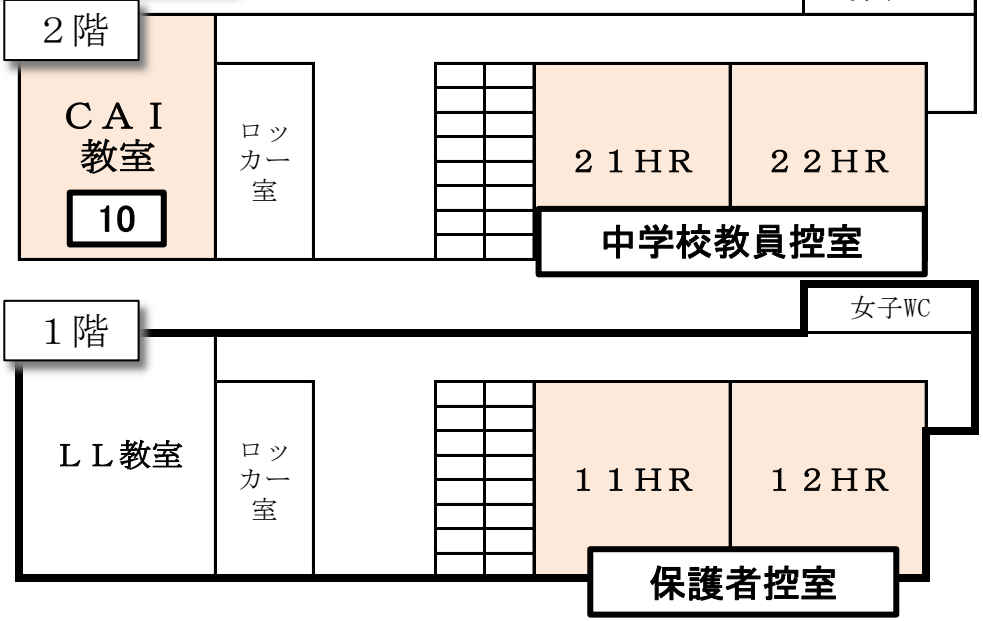 ２階
ＣＡＩ
教室
10
ロッ
カー
室
２１ＨＲ
２２ＨＲ
中学校教員控室
１階
女子WC
ＬＬ教室
ロッ
カー
室
１１ＨＲ
１２ＨＲ
保護者控室